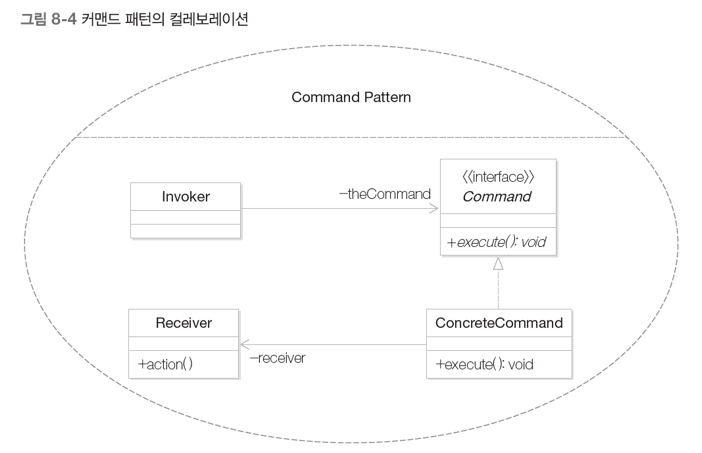 그림 8-4 커맨드 패턴의 컬레보레이션
Command Pattern
Invoker
−theCommand
《interface》
Command
+execute( ): void
Receiver
+action( )
−receiver
ConcreteCommand
+execute( ): void